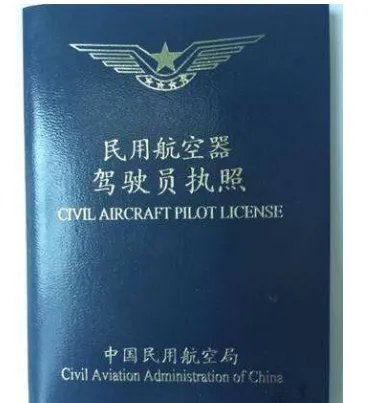 民用航空器
驾驶员执照
CIVIL AIRCRAFT PILOT LICENSE
中国民用航空局
Civil Aviation Administration of China